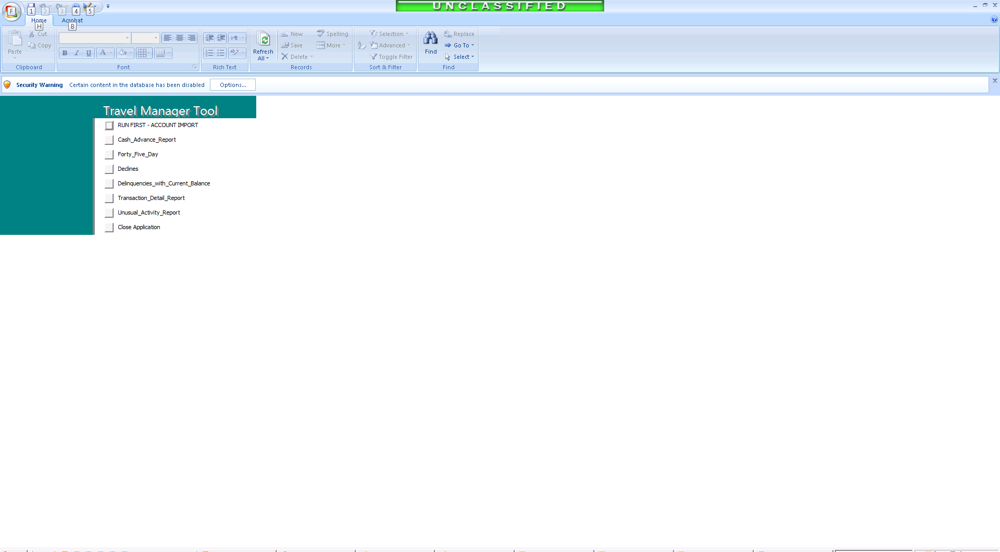 UNCLASSIFIED
F 1 2 3 4 5
Home Acrobat
H B
Paste Cut Copy
Clipboard
B I U A
Font
ab
Rich Text
Refresh All
New Save Delete
ABC Spelling
More
Records
Selection
Advanced
Toggle Filter
Sort & Filter
Find
Replace
Go To
Select
Find
Security Warning Certain content in the database has been disabled Options...
Travel Manager Tool
RUN FIRST - ACCOUNT IMPORT
Cash_Advance_Report
Forty_Five_Day
Declines
Delinquencies_with_Current_Balance
Transaction_Detail_Report
Unusual_Activity_Report
Close Application